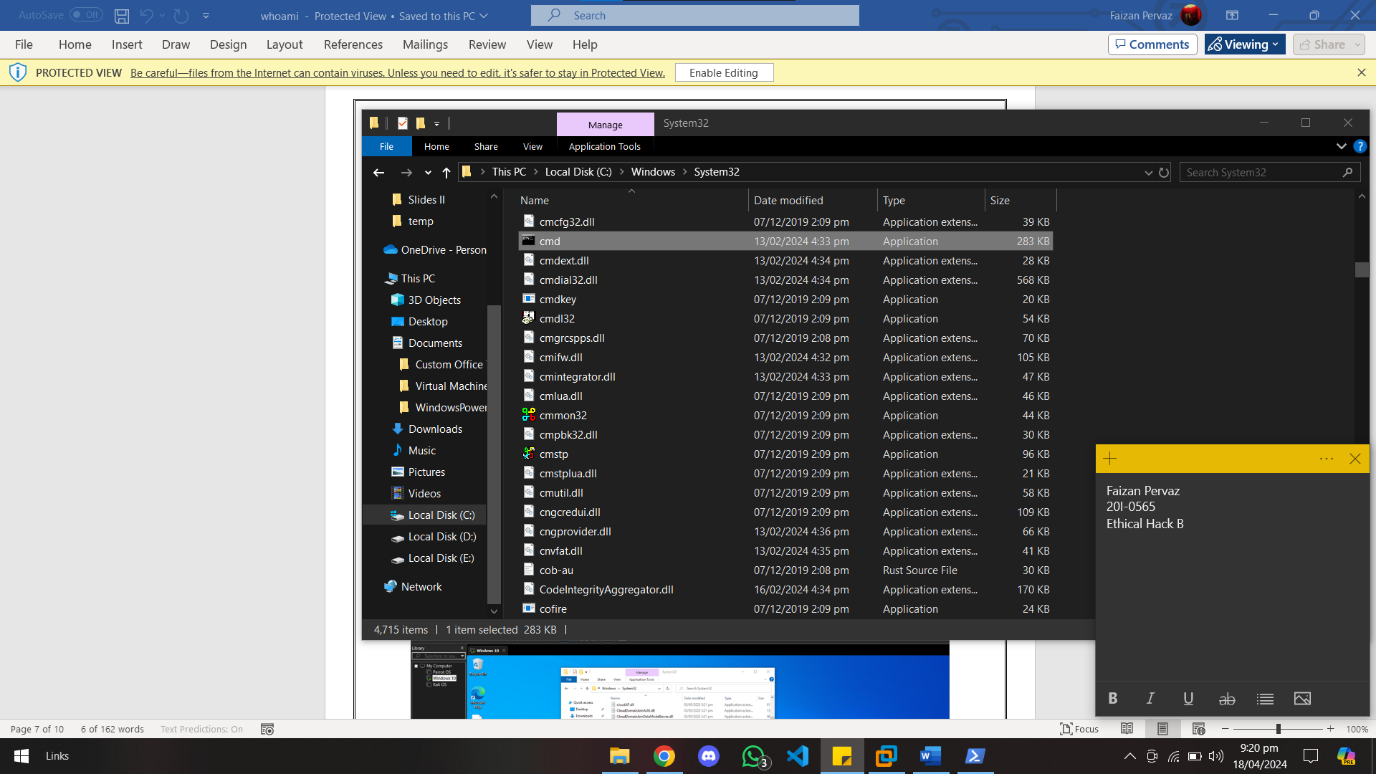 AutoSave Off
whoami - Protected View • Saved to this PC
Search
Faizan Pervaz
File Home Insert Draw Design Layout References Mailings Review View Help
Comments Viewing Share
PROTECTED VIEW Be careful—files from the Internet can contain viruses. Unless you need to edit, it's safer to stay in Protected View. Enable Editing
Manage System32
File Home Share View Application Tools
This PC Local Disk (C:) Windows System32
Search System32
Slides II
temp
OneDrive - Person
This PC
3D Objects
Desktop
Documents
Custom Office
Virtual Machine
WindowsPower
Downloads
Music
Pictures
Videos
Local Disk (C:)
Local Disk (D:)
Local Disk (E:)
Network
Name Date modified Type Size
cmcfg32.dll 07/12/2019 2:09 pm Application extens... 39 KB
cmd 13/02/2024 4:33 pm Application 283 KB
cmdext.dll 13/02/2024 4:34 pm Application extens... 28 KB
cmdial32.dll 13/02/2024 4:34 pm Application extens... 568 KB
cmdkey 07/12/2019 2:09 pm Application 20 KB
cmdl32 07/12/2019 2:09 pm Application 54 KB
cmgrcspps.dll 07/12/2019 2:08 pm Application extens... 70 KB
cmifw.dll 13/02/2024 4:32 pm Application extens... 105 KB
cmintegrator.dll 13/02/2024 4:33 pm Application extens... 47 KB
cmlua.dll 07/12/2019 2:09 pm Application extens... 46 KB
cmmon32 07/12/2019 2:09 pm Application 44 KB
cmpbk32.dll 07/12/2019 2:09 pm Application extens... 30 KB
cmstp 07/12/2019 2:09 pm Application 96 KB
cmstplua.dll 07/12/2019 2:09 pm Application extens... 21 KB
cmutil.dll 07/12/2019 2:09 pm Application extens... 58 KB
cngcredui.dll 07/12/2019 2:09 pm Application extens... 109 KB
cngprovider.dll 13/02/2024 4:36 pm Application extens... 66 KB
cnvfat.dll 13/02/2024 4:35 pm Application extens... 41 KB
cob-au 07/12/2019 2:08 pm Rust Source File 30 KB
CodeIntegrityAggregator.dll 16/02/2024 4:34 pm Application extens... 170 KB
cofire 07/12/2019 2:09 pm Application 24 KB
4,715 items 1 item selected 283 KB
Faizan Pervaz
20I-0565
Ethical Hack B
B I U ab
Library
Windows 10
My Computer
Parrot OS
Windows 10
Kali OS
Manage System32
Windows System32
Page 7 of 10 6 of 162 words Text Predictions: On
Focus
100%
Links
3
9:20 pm
18/04/2024
PRE